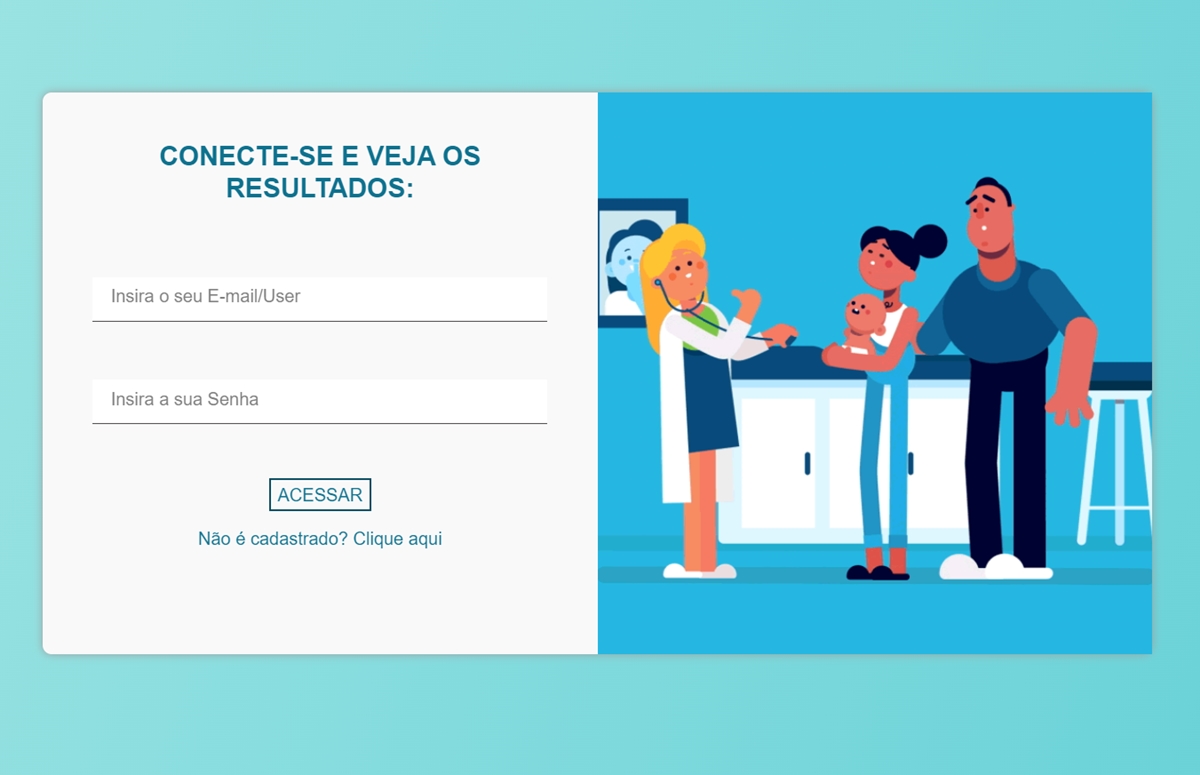 CONECTE-SE E VEJA OS
RESULTADOS:
Insira o seu E-mail/User
Insira a sua Senha
ACESSAR
Não é cadastrado? Clique aqui